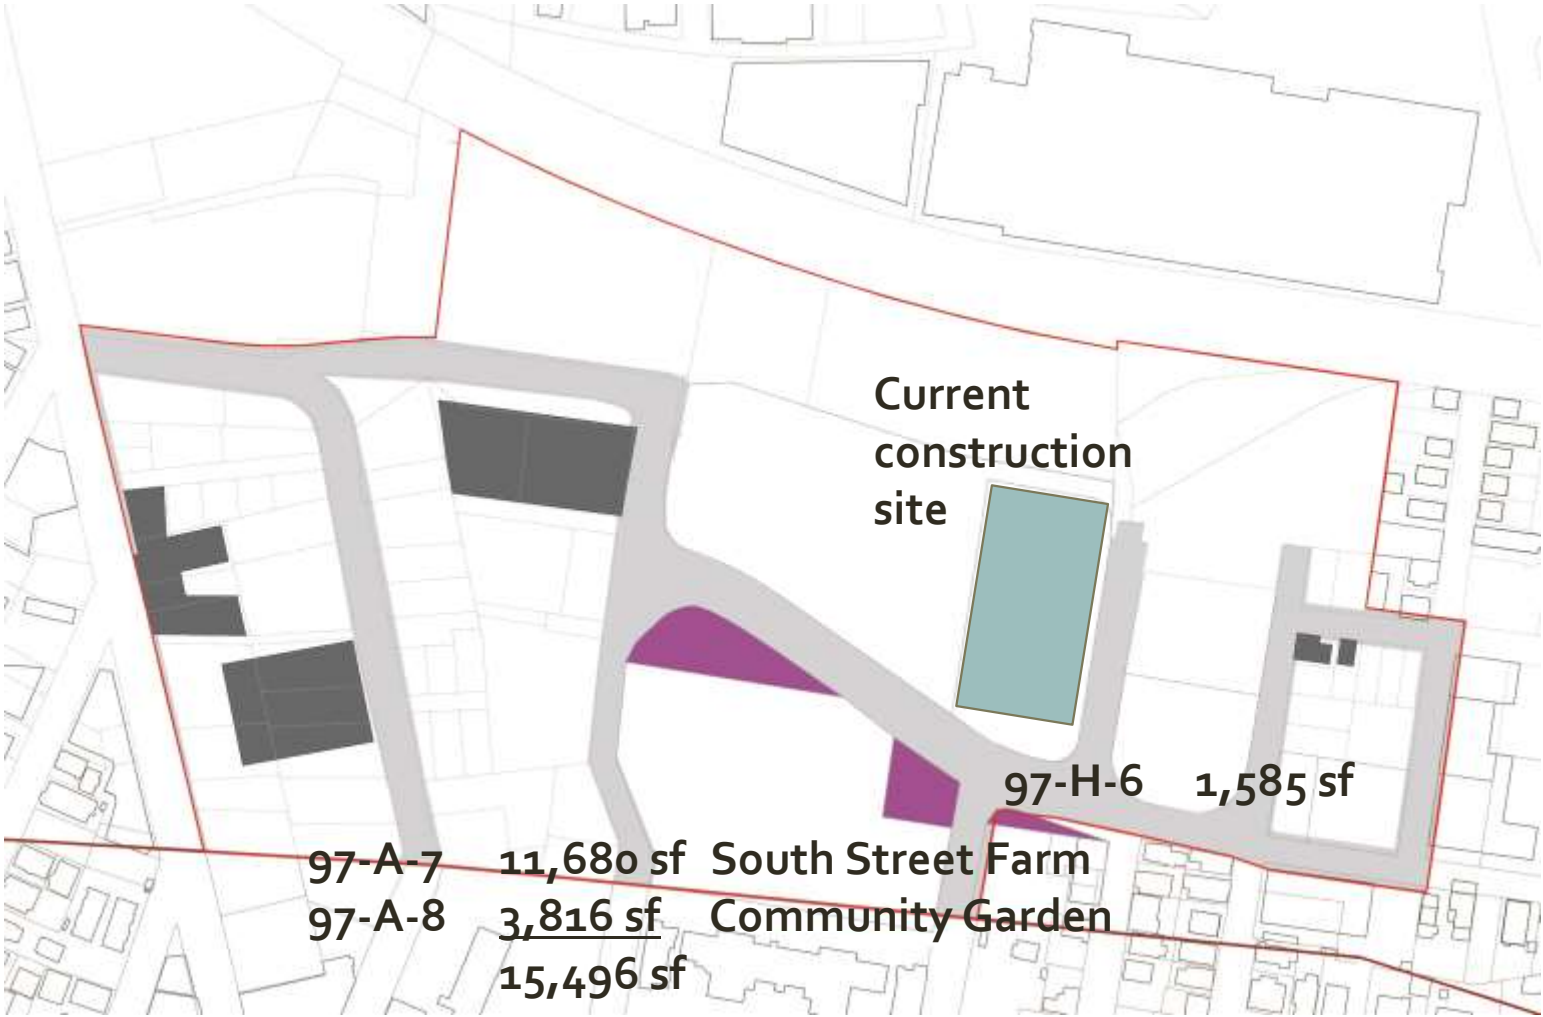 Current
construction
site
97-H-6 1,585 sf
97-A-7 11,680 sf South Street Farm
97-A-8 3,816 sf Community Garden
15,496 sf